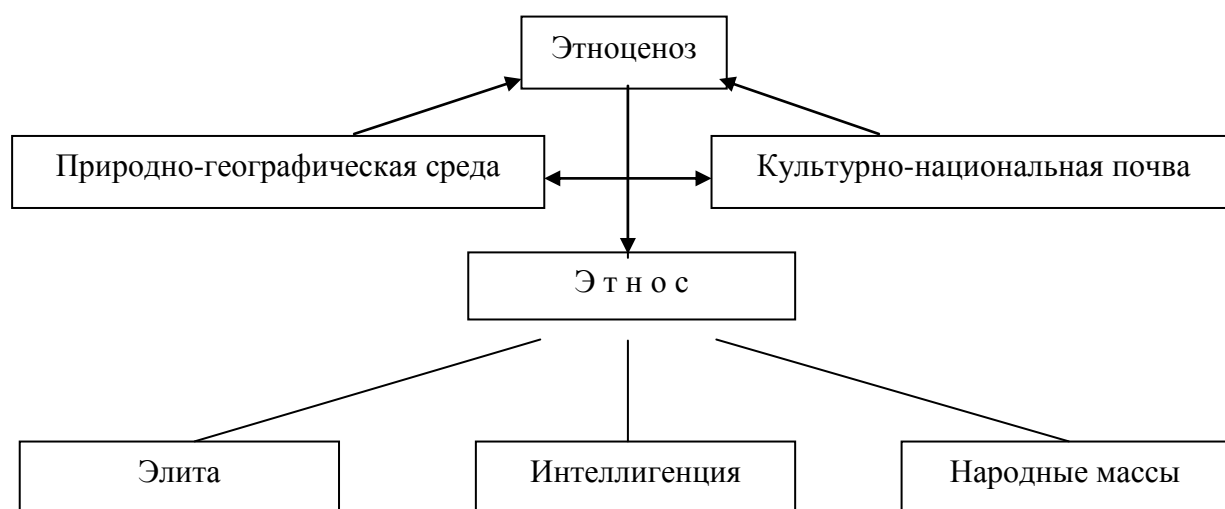 Этноценоз
Природно-географическая среда
Культурно-национальная почва
Э т н о с
Элита
Интеллигенция
Народные массы